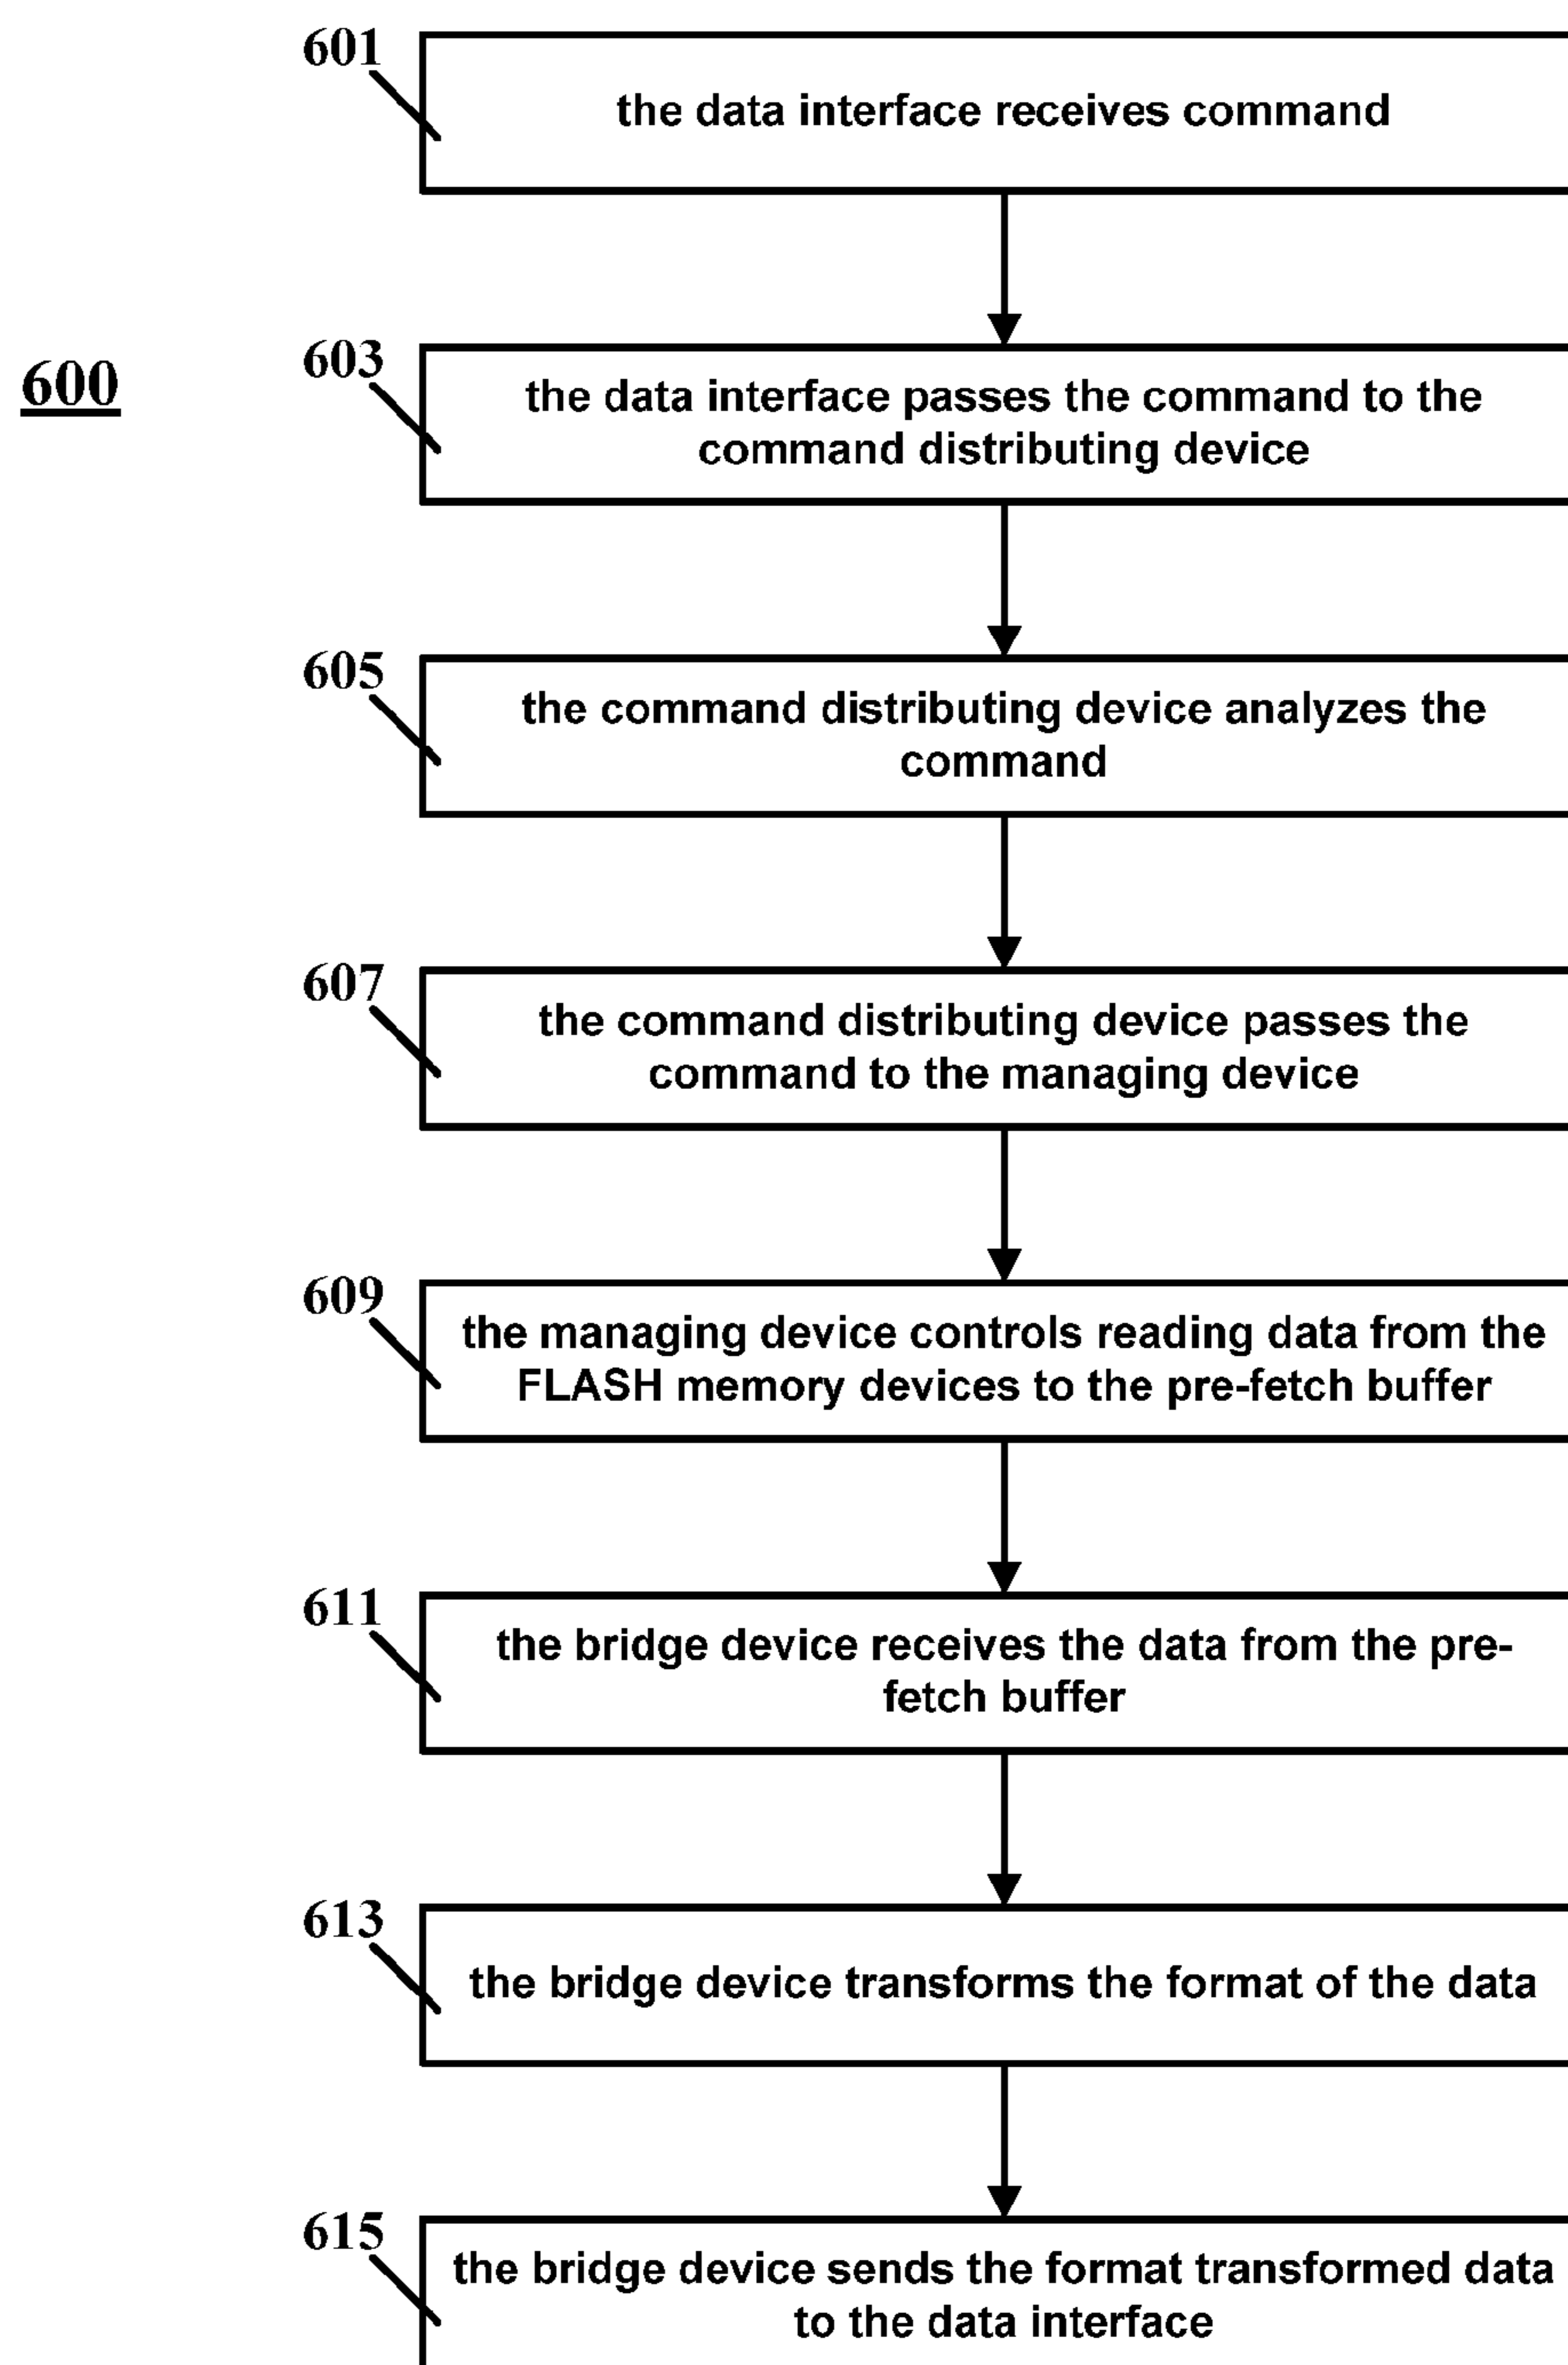 601
the data interface receives command
600
603
the data interface passes the command to the
command distributing device
605
the command distributing device analyzes the
command
607
the command distributing device passes the
command to the managing device
609
the managing device controls reading data from the
FLASH memory devices to the pre-fetch buffer
611
the bridge device receives the data from the pre-
fetch buffer
613
the bridge device transforms the format of the data
615
the bridge device sends the format transformed data
to the data interface